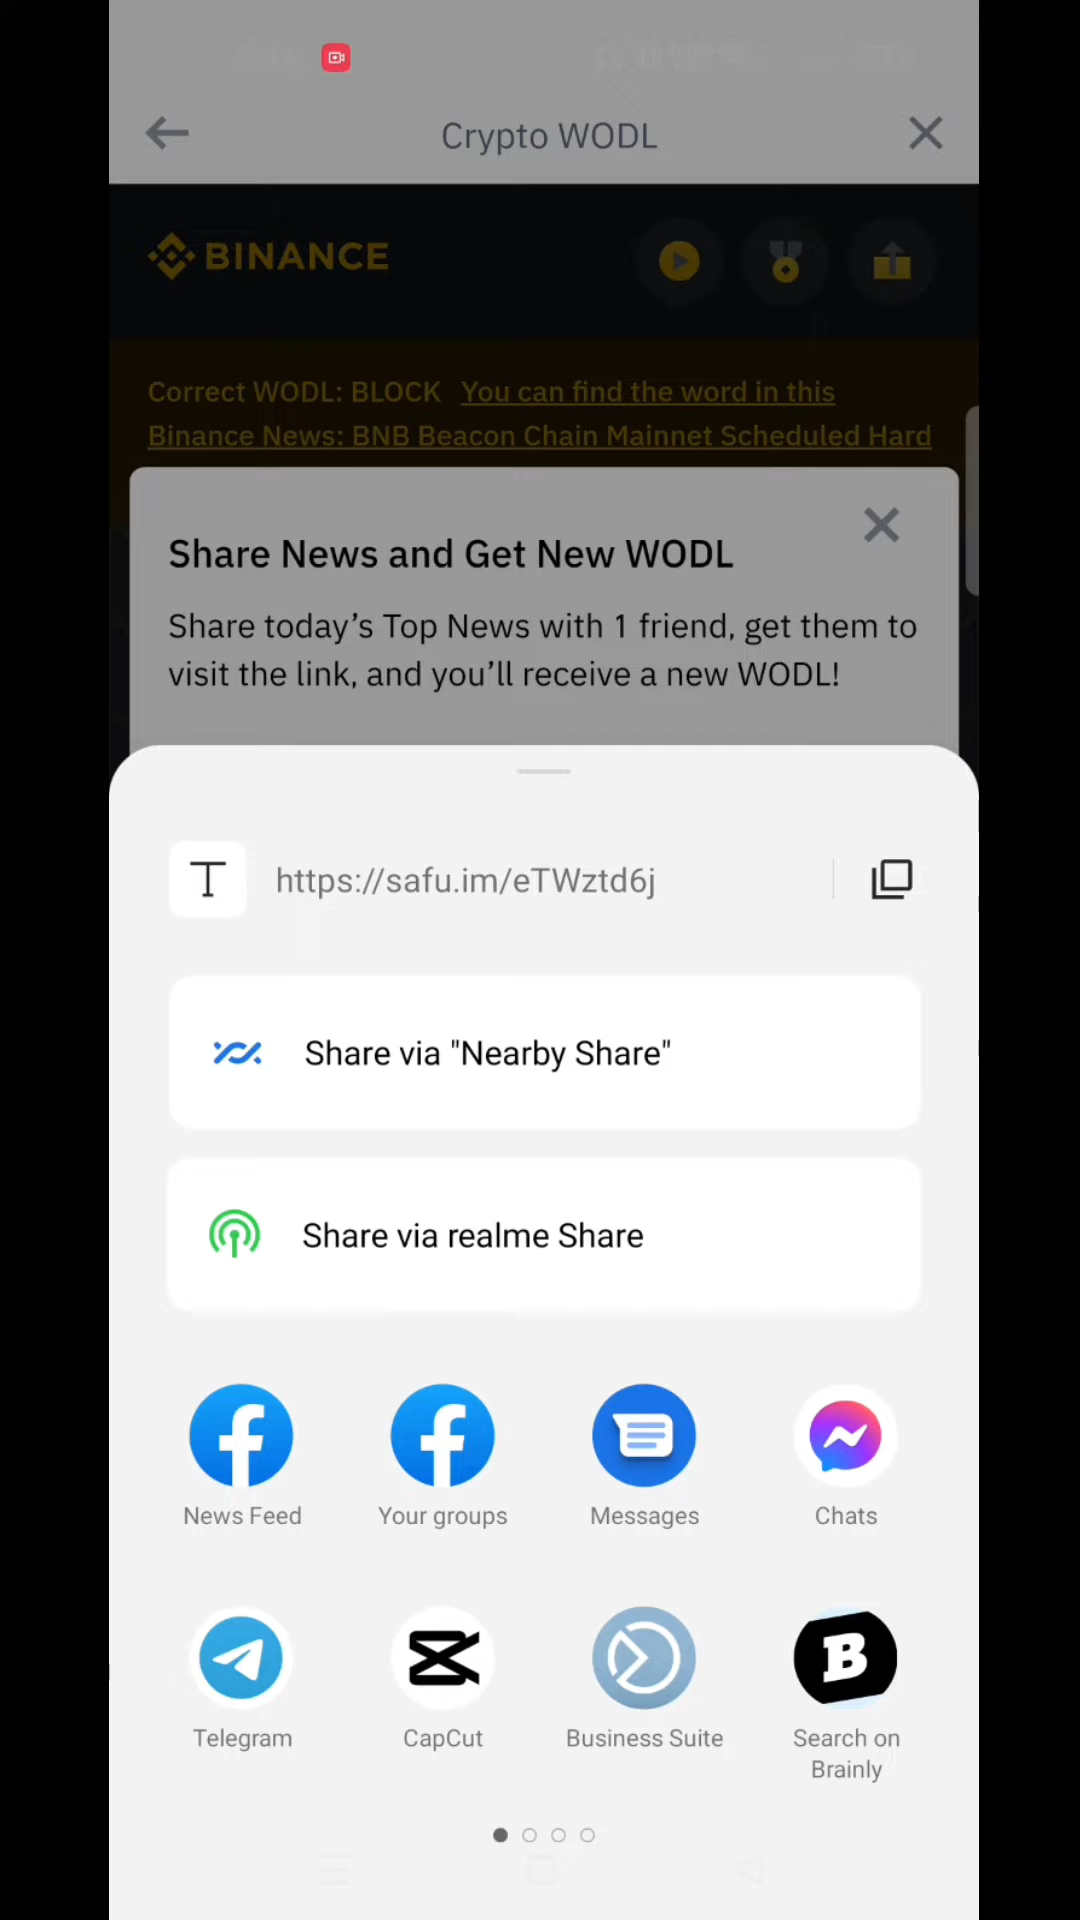 Crypto WODL
BINANCE
Correct WODL: BLOCK You can find the word in this
Binance News: BNB Beacon Chain Mainnet Scheduled Hard
Share News and Get New WODL
Share today's Top News with 1 friend, get them to
visit the link, and you'll receive a new WODL!
T https://safu.im/eTWztd6j
Share via "Nearby Share"
Share via realme Share
News Feed Your groups Messages Chats
Telegram CapCut Business Suite Search on
Brainly